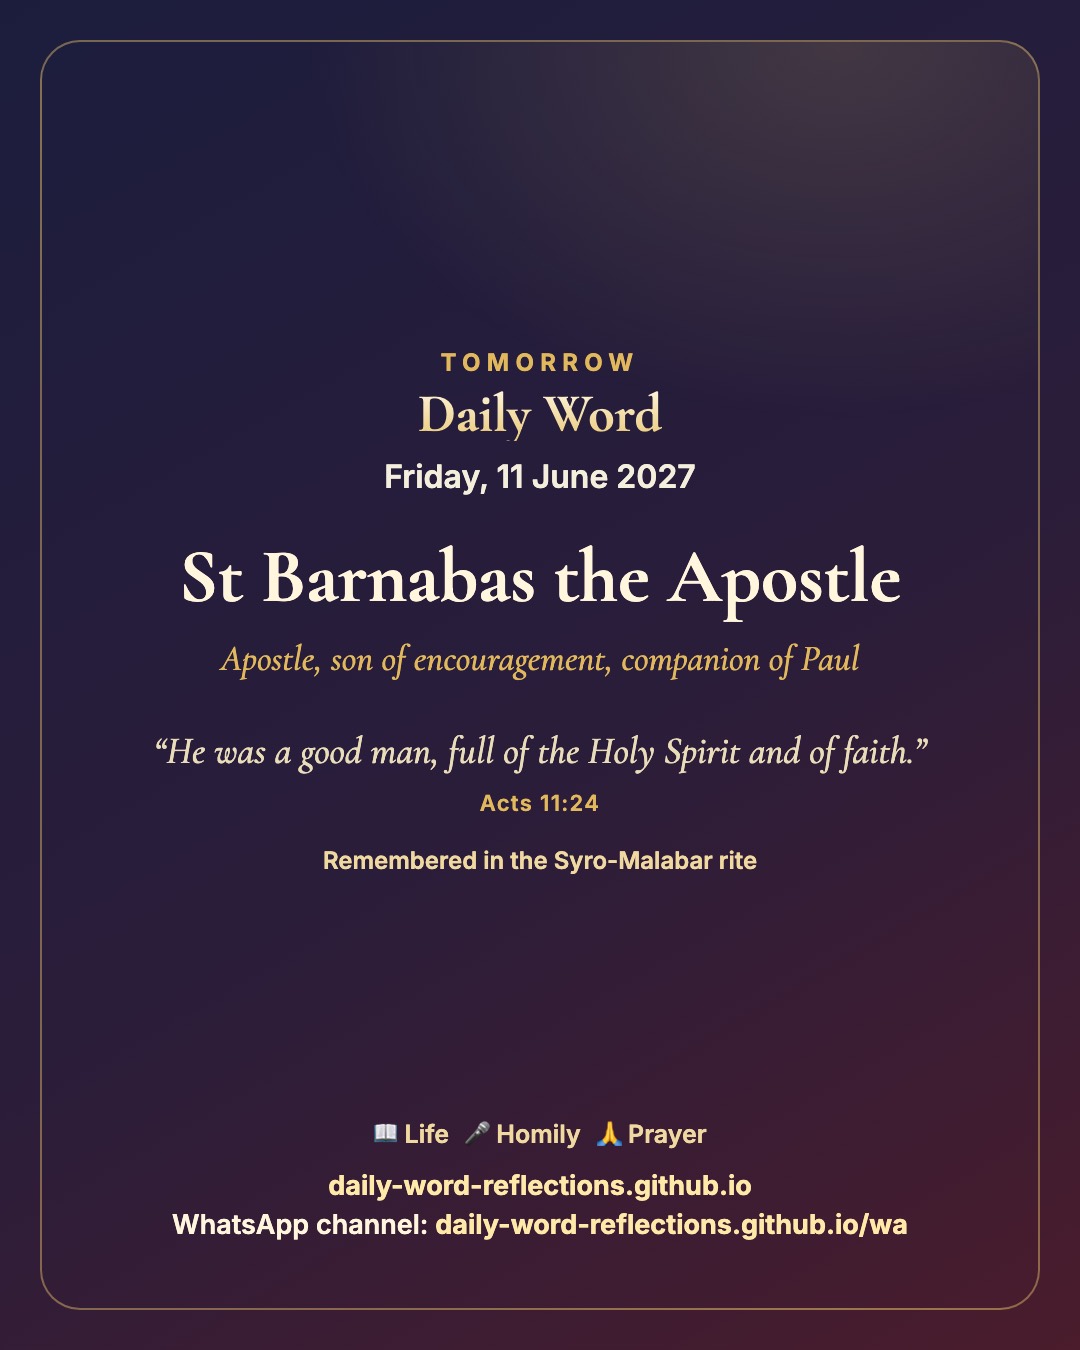 TOMORROW
Daily Word
Friday, 11 June 2027
St Barnabas the Apostle
Apostle, son of encouragement, companion of Paul
“He was a good man, full of the Holy Spirit and of faith.”
Acts 11:24
Remembered in the Syro-Malabar rite
📖 Life 🎤 Homily 🙏 Prayer
daily-word-reflections.github.io
WhatsApp channel: daily-word-reflections.github.io/wa